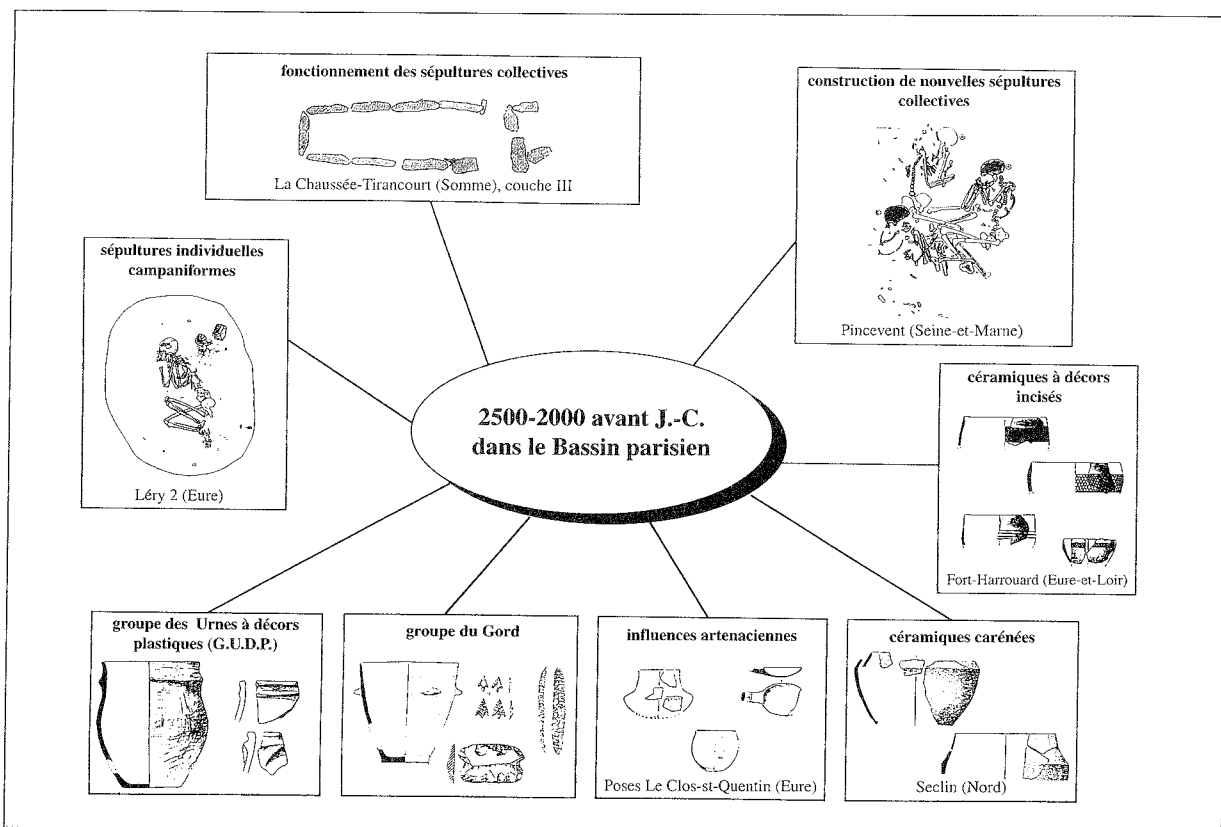 fonctionnement des sépultures collectives
La Chaussée-Tirancourt (Somme), couche III
construction de nouvelles sépultures
collectives
Pincevent (Seine-et-Marne)
sépultures individuelles
campaniformes
Léry 2 (Eure)
2500-2000 avant J.-C.
dans le Bassin parisien
céramiques à décors
incisés
Fort-Harrouard (Eure-et-Loir)
groupe des Urnes à décors
plastiques (G.U.D.P.)
groupe du Gord
influences artenaciennes
Poses Le Clos-st-Quentin (Eure)
céramiques carénées
Seclin (Nord)